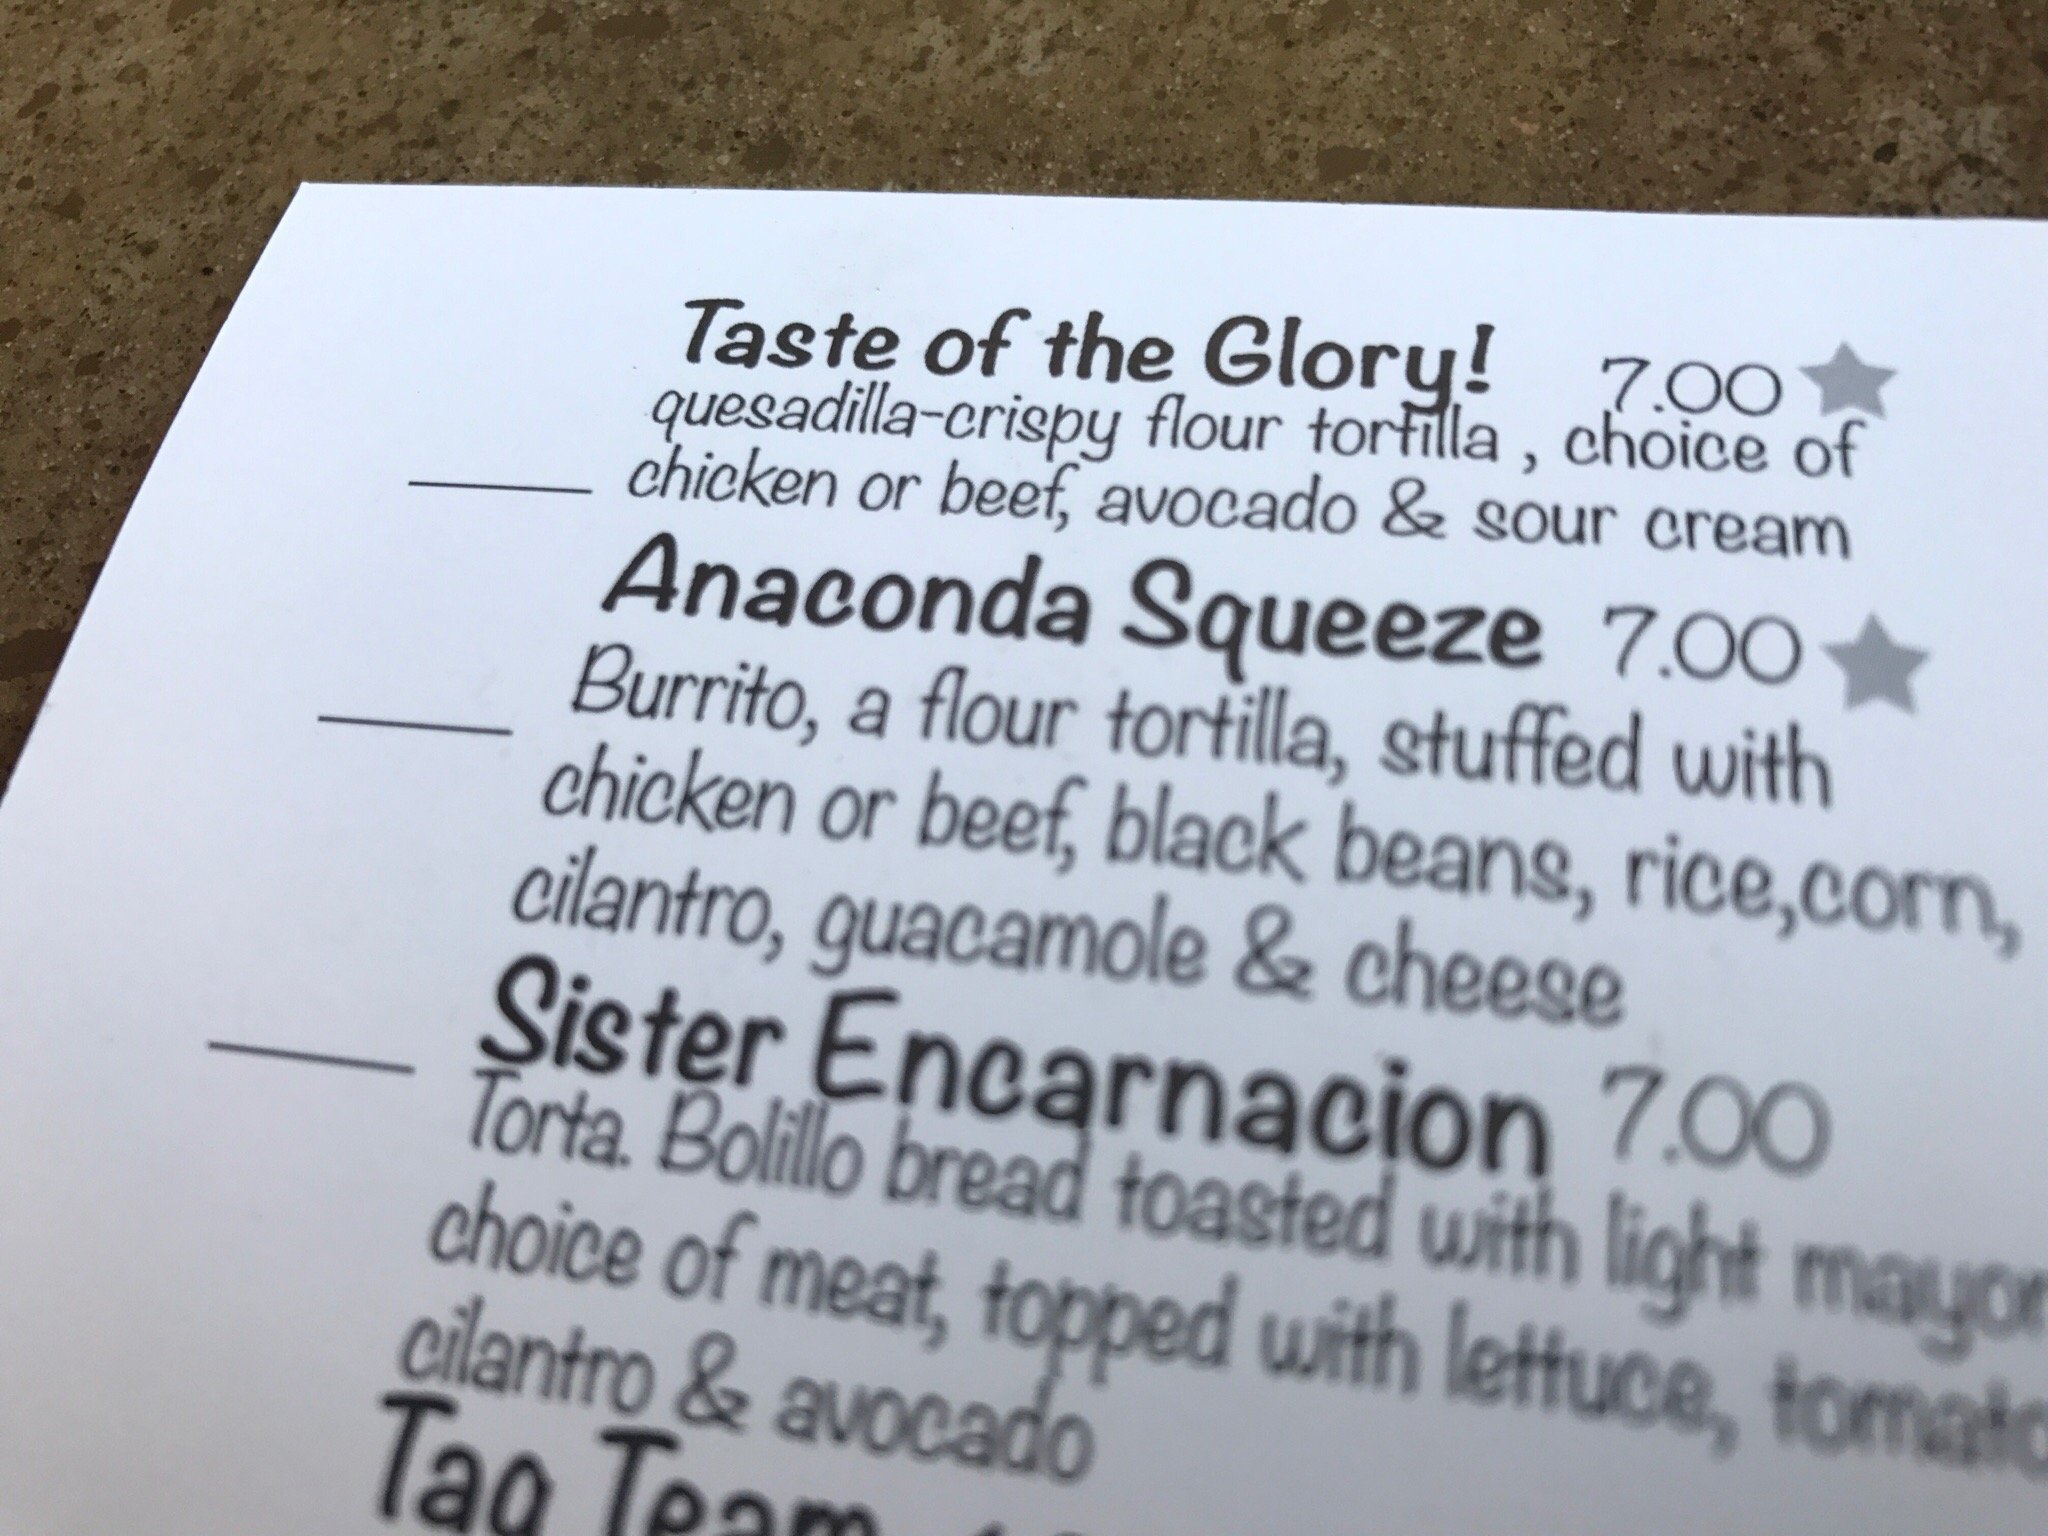 Taste of the Glory! 7.00
quesadilla-crispy flour tortilla , choice of
chicken or beef, avocado & sour cream
Anaconda Squeeze 7.00
Burrito, a flour tortilla, stuffed with
chicken or beef, black beans, rice,corn,
cilantro, guacamole & cheese
Sister Encarnacion 7.00
Torta. Bolillo bread toasted with light
choice of meat, topped with lettuce,
cilantro & avocado
Tag Team